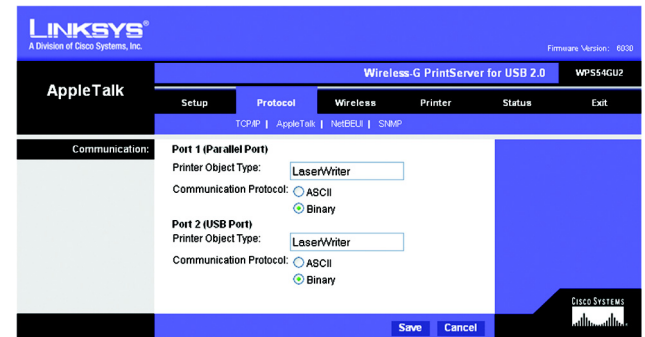 LINKSYS®
A Division of Cisco Systems, Inc.
Firmware Version: 6030
AppleTalk
Wireless-G PrintServer for USB 2.0 WPS54GU2
Setup Protocol Wireless Printer Status Exit
TCP/IP | AppleTalk | NetBEUI | SNMP
Communication:
Port 1 (Parallel Port)
Printer Object Type: LaserWriter
Communication Protocol: ASCII
Binary
Port 2 (USB Port)
Printer Object Type: LaserWriter
Communication Protocol: ASCII
Binary
CISCO SYSTEMS
Save Cancel